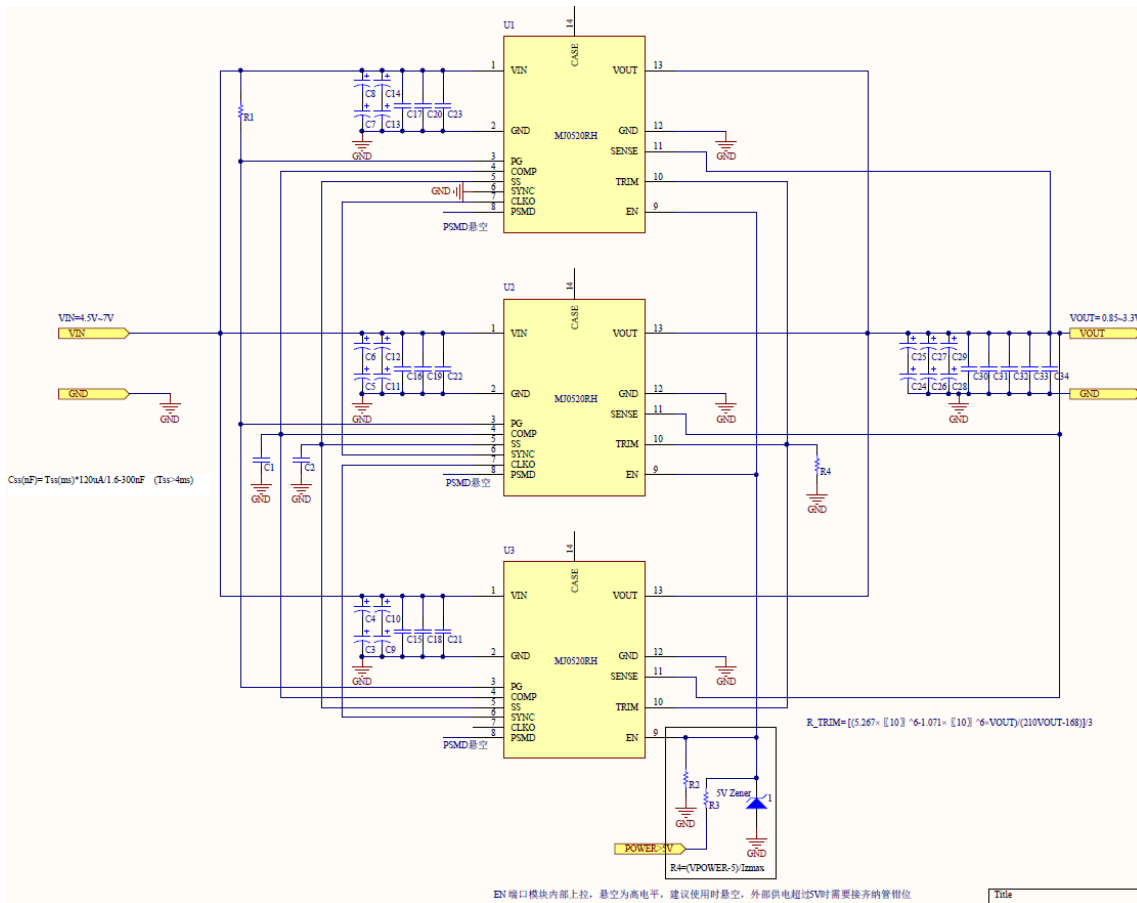 U1
14
CASE
1 VIN VOUT 13
C8 C14
C7 C13 C17 C20 C23
R1
2 GND GND 12
GND
GND
MJ0520RH
SENSE 11
3 PG
4 COMP
5 SS TRIM 10
6 SYNC
GND
7 CLKO
8 PSMD EN 9
PSMD悬空
U2
14
CASE
VIN=4.5V~7V
VIN
1 VIN VOUT 13
VOUT= 0.85~3.3V
VOUT
C6 C12
C5 C11 C16 C19 C22
C25 C27 C29
C24 C26 C28 C30 C31 C32 C33 C34
GND
GND
2 GND GND 12
GND
GND
GND
GND
MJ0520RH
SENSE 11
3 PG
4 COMP
5 SS TRIM 10
6 SYNC
7 CLKO
8 PSMD EN 9
PSMD悬空
C1 C2
GND GND
R4
GND
Css(nF)= Tss(ms)*120uA/1.6-300nF (Tss>4ms)
U3
14
CASE
1 VIN VOUT 13
C4 C10
C3 C9 C15 C18 C21
2 GND GND 12
GND
GND
MJ0520RH
SENSE 11
3 PG
4 COMP
5 SS TRIM 10
6 SYNC
7 CLKO
8 PSMD EN 9
PSMD悬空
R_TRIM= [(5.267×〖10〗^6-1.071×〖10〗^6×VOUT)/(210VOUT-168)]/3
R2
5V Zener 1
R3
GND
GND
POWER>5V
R4=(VPOWER-5)/Izmax
EN 端口模块内部上拉，悬空为高电平，建议使用时悬空，外部供电超过5V时需要接齐纳管钳位
Title